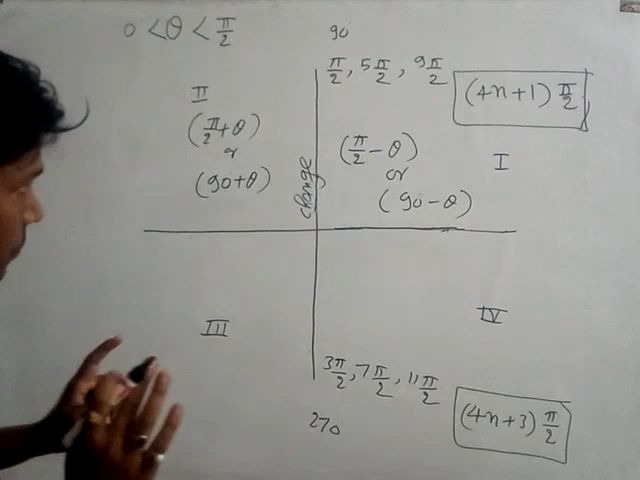 0 < θ < π/2
90
π/2, 5π/2, 9π/2
(4n+1) π/2
II
(π/2 + θ)
or
(90+θ)
change
(π/2 - θ)
or
(90 - θ)
I
III
IV
3π/2, 7π/2, 11π/2
270
(4n+3) π/2